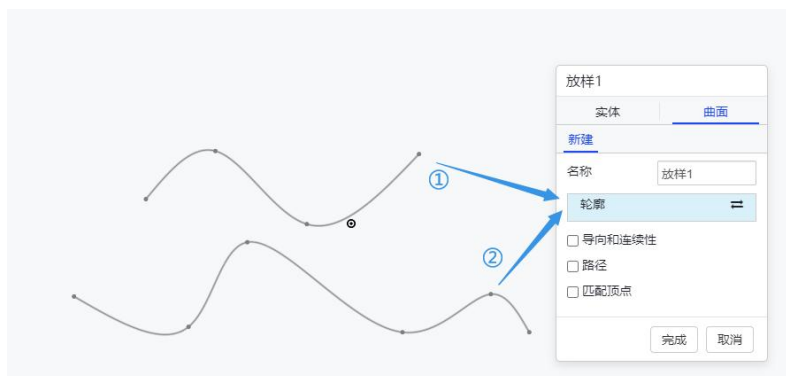 放样1
实体 曲面
新建
名称 放样1
① 轮廓
导向和连续性
②
路径
匹配顶点
完成 取消